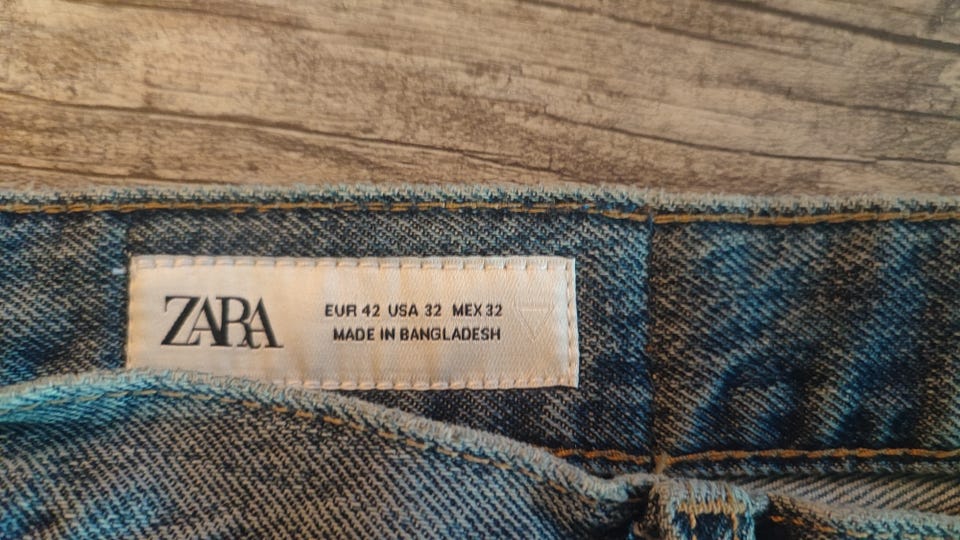 ZARA
EUR 42 USA 32 MEX 32
MADE IN BANGLADESH